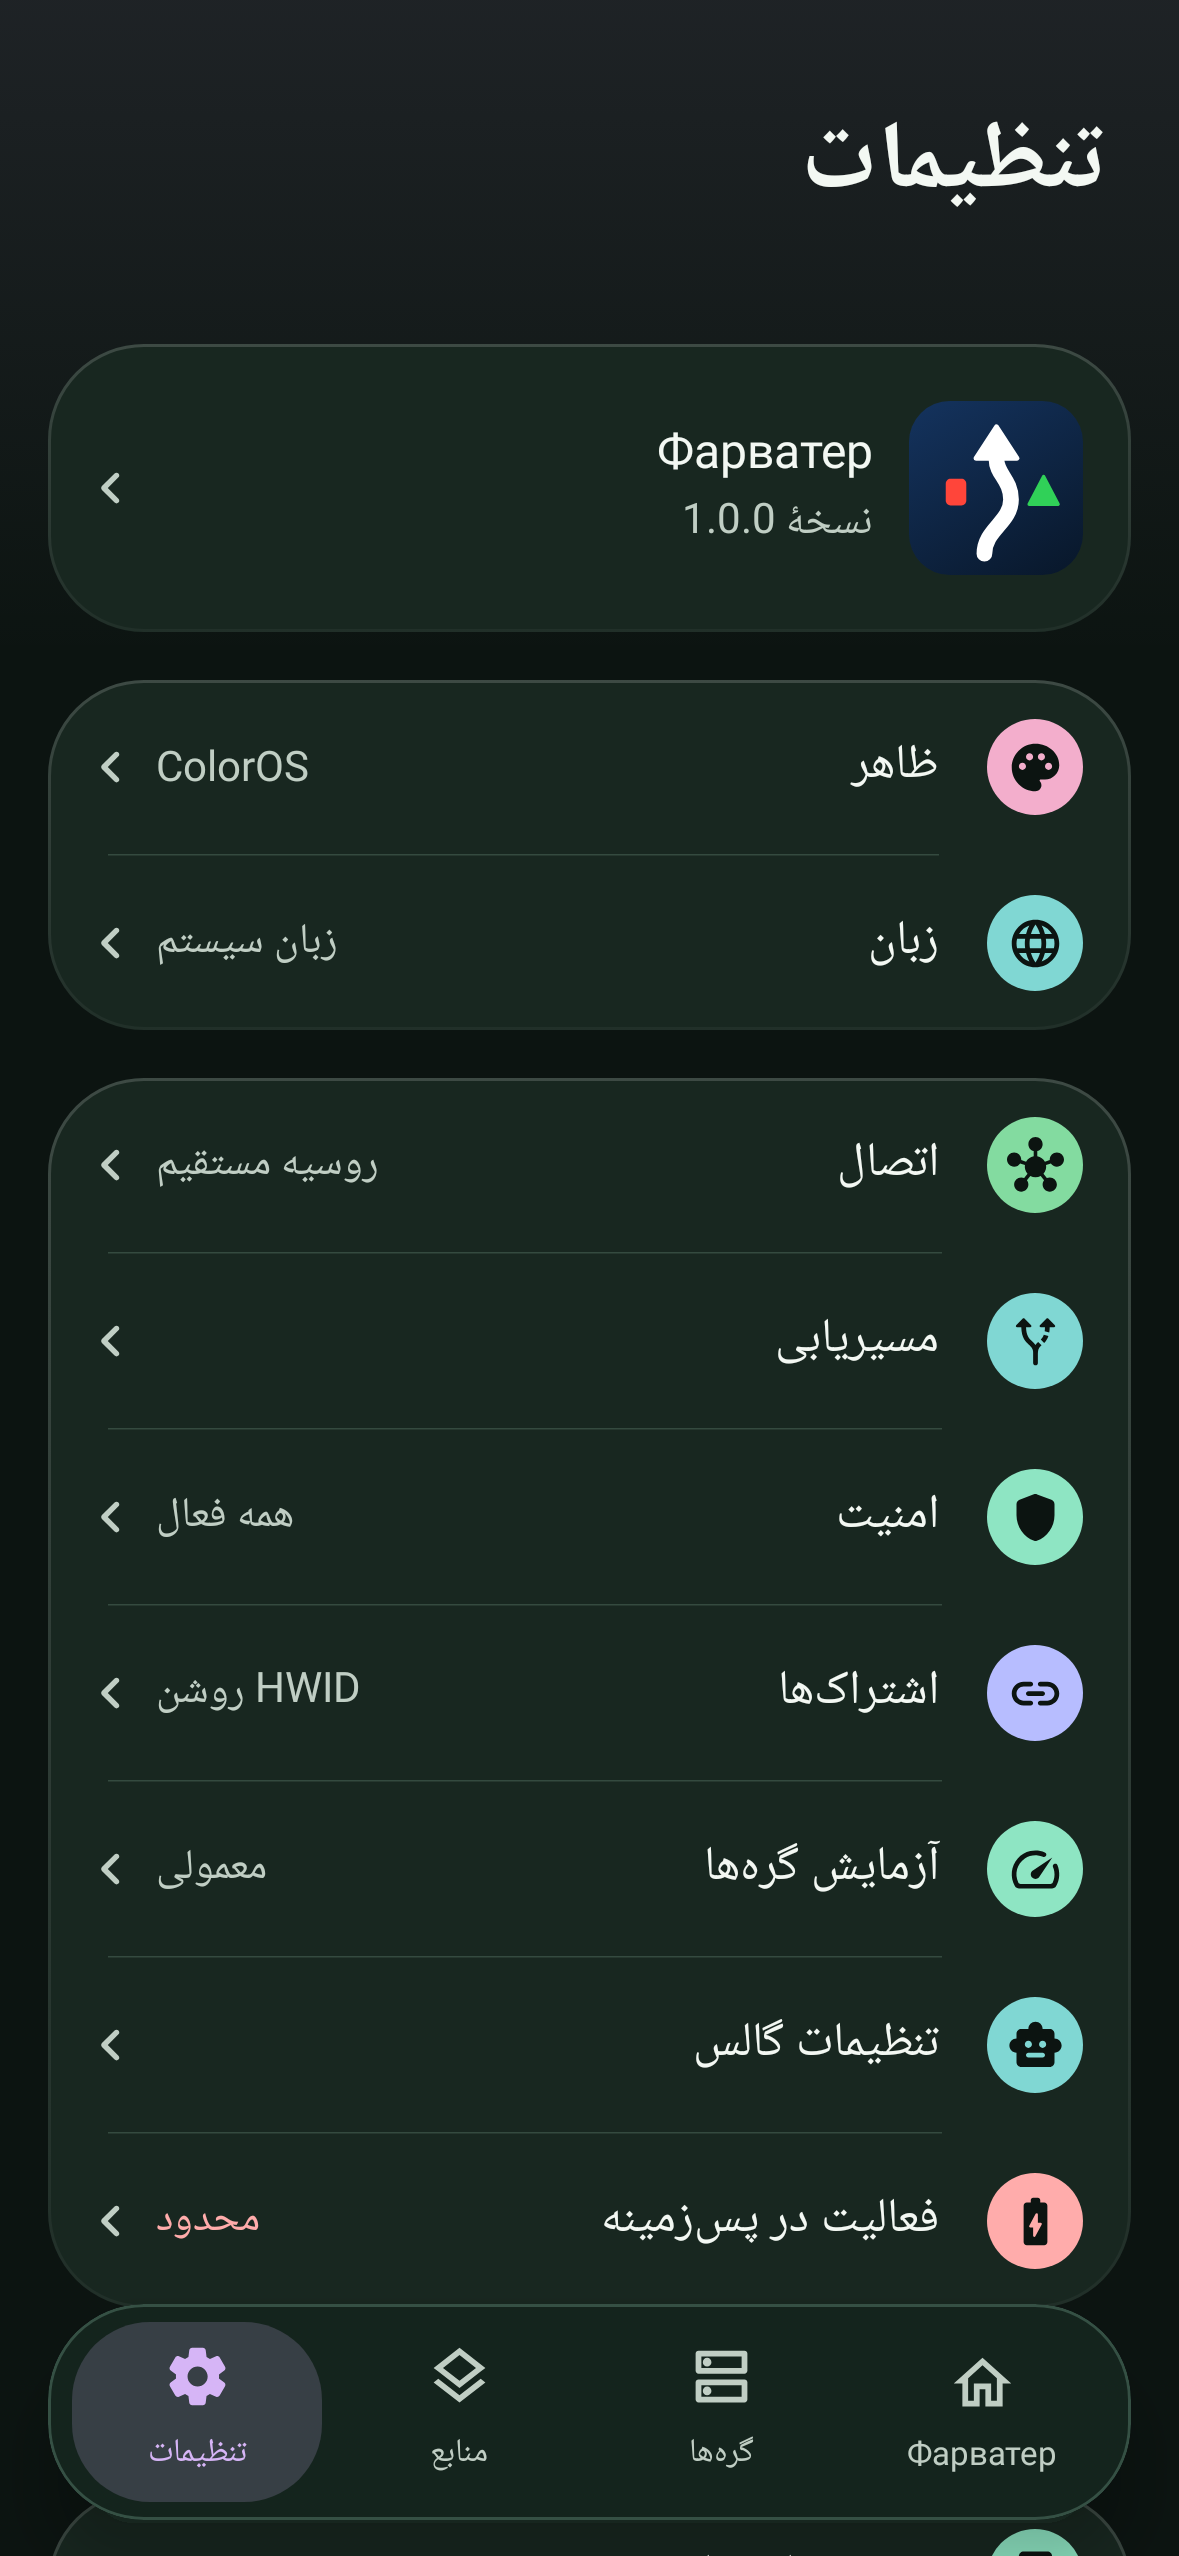 تنظیمات
Фарватер
نسخهٔ 1.0.0
ظاهر
ColorOS
زبان
زبان سیستم
اتصال
روسیه مستقیم
مسیریابی
امنیت
همه فعال
اشتراک‌ها
HWID روشن
آزمایش گره‌ها
معمولی
تنظیمات گالس
فعالیت در پس‌زمینه
محدود
Фарватер
گره‌ها
منابع
تنظیمات